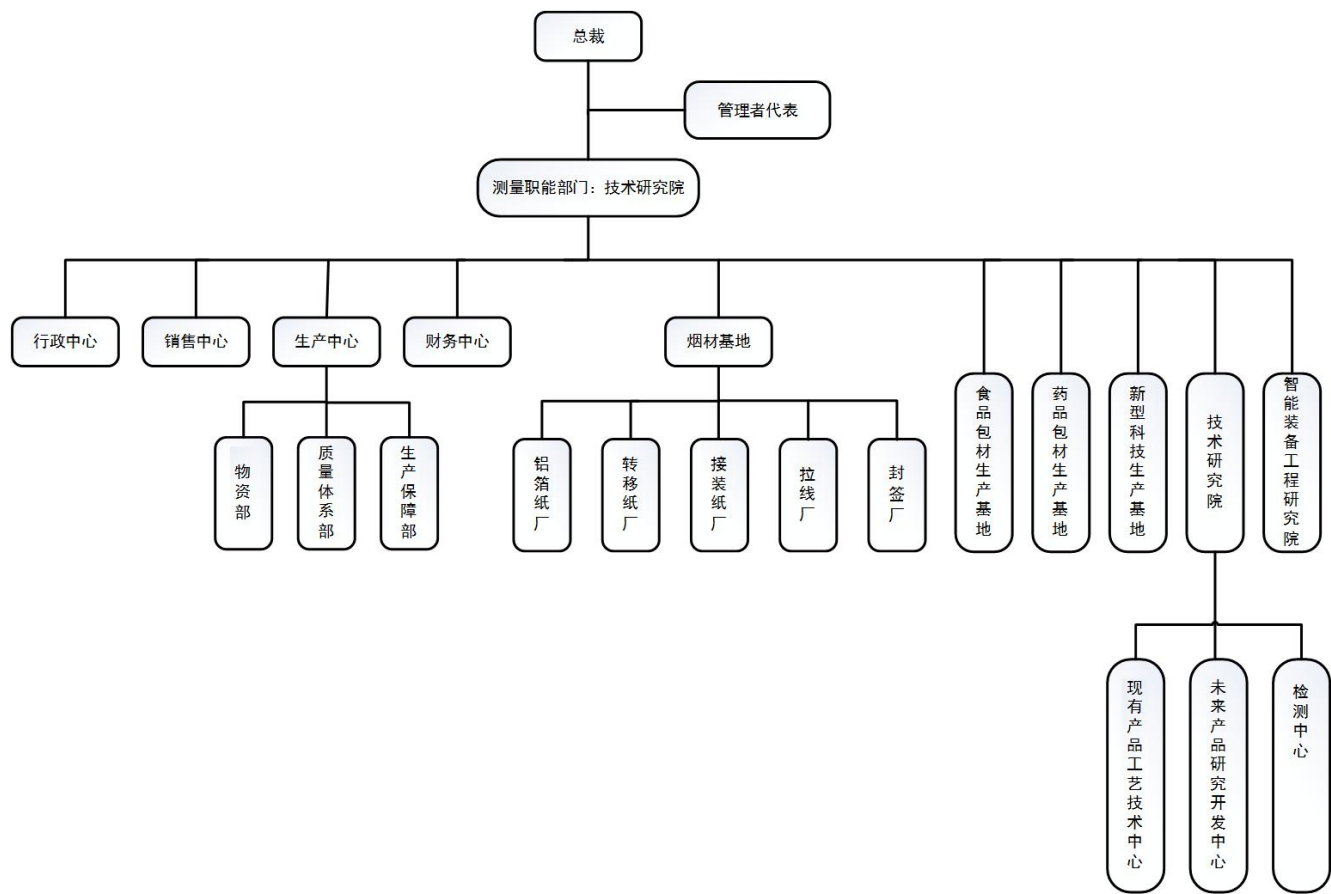 总裁
管理者代表
测量职能部门：技术研究院
行政中心
销售中心
生产中心
财务中心
烟材基地
食品包材生产基地
药品包材生产基地
新型科技生产基地
技术研究院
智能装备工程研究院
物资部
质量体系部
生产保障部
铝箔纸厂
转移纸厂
接装纸厂
拉线厂
封签厂
现有产品工艺技术中心
未来产品研究开发中心
检测中心